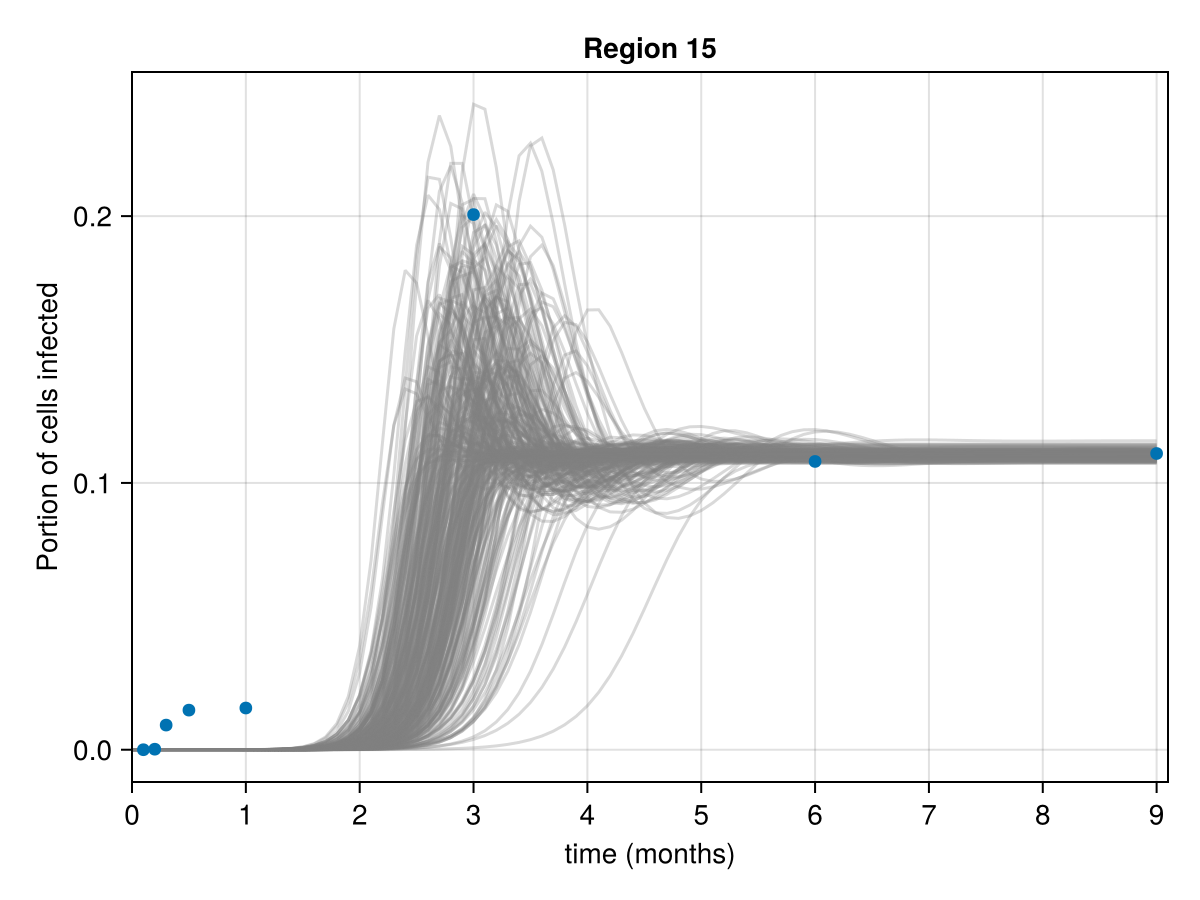 Region 15
Portion of cells infected
0.2
0.1
0.0
0 1 2 3 4 5 6 7 8 9
time (months)